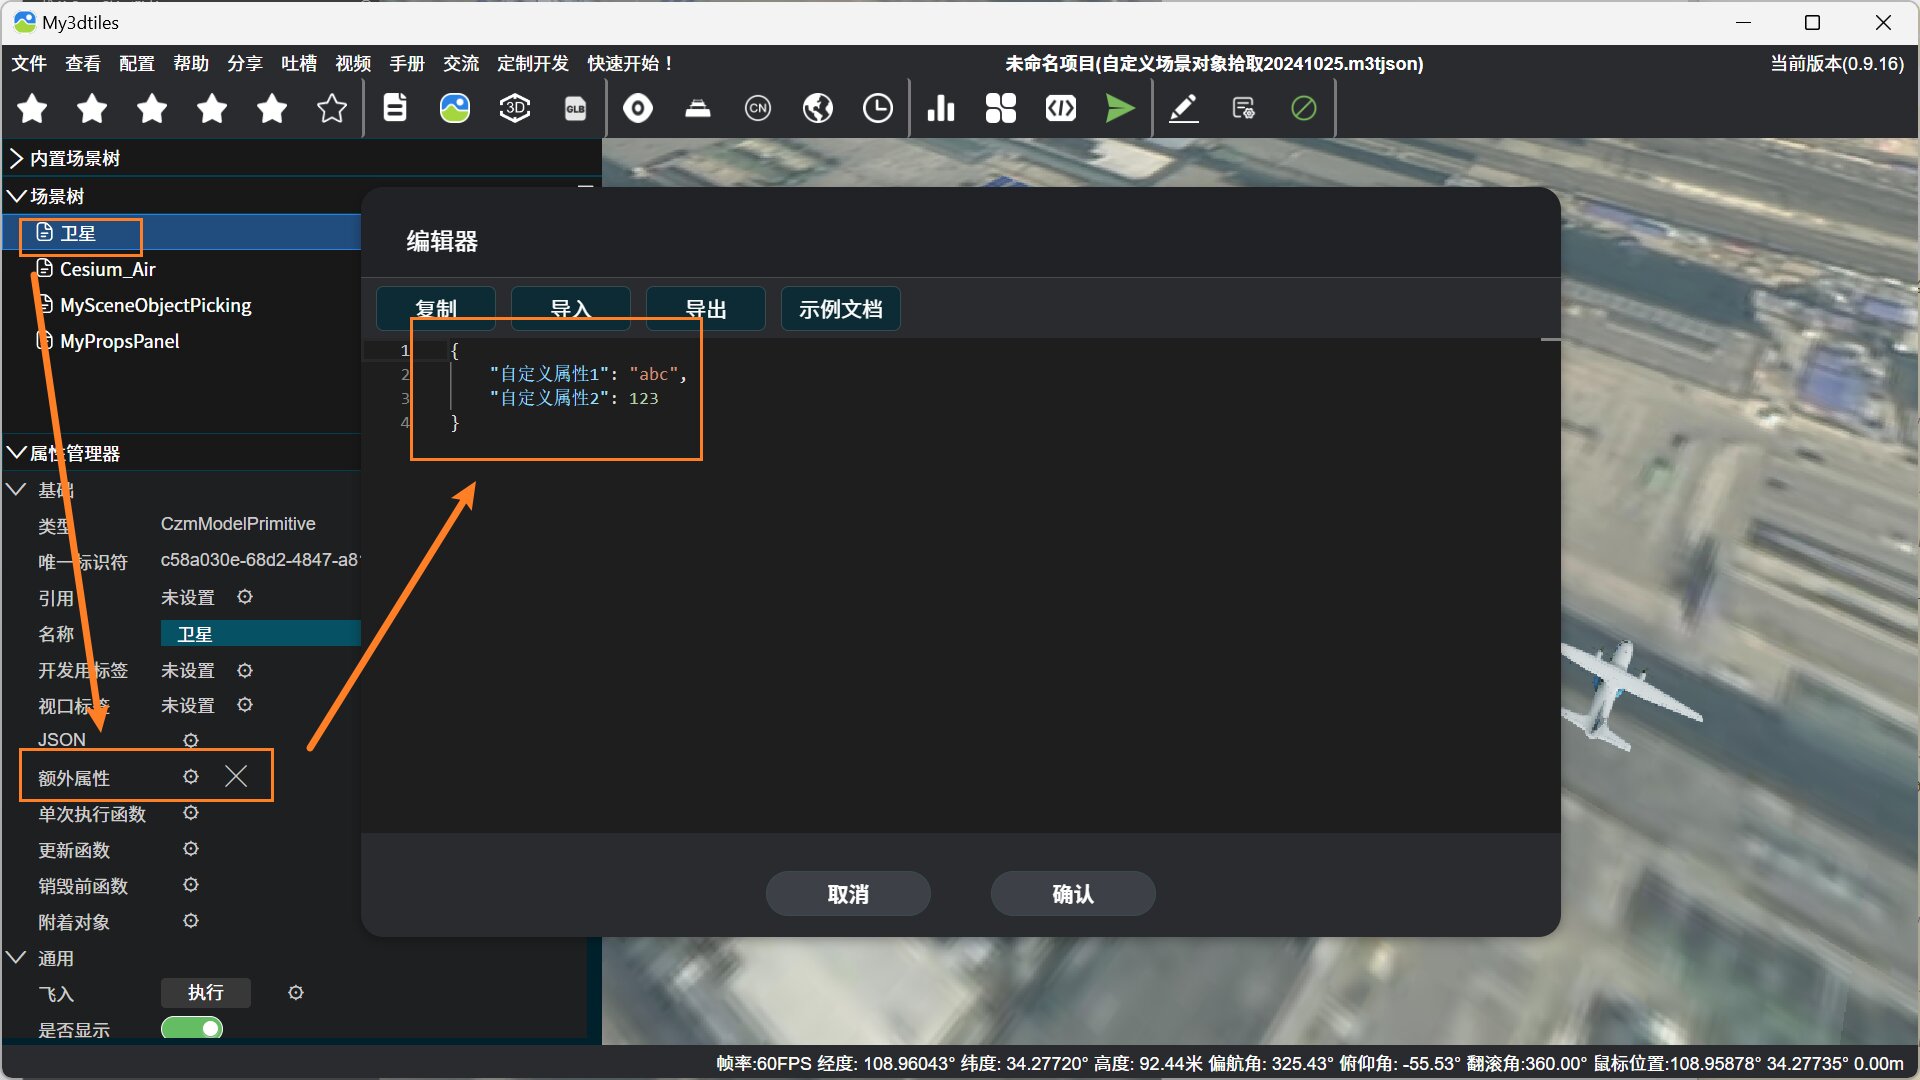 My3dtiles
文件 查看 配置 帮助 分享 吐槽 视频 手册 交流 定制开发 快速开始！
未命名项目(自定义场景对象拾取20241025.m3tjson)
当前版本(0.9.16)
3D
GLB
CN
内置场景树
场景树
卫星
Cesium_Air
MySceneObjectPicking
MyPropsPanel
属性管理器
基础
类型 CzmModelPrimitive
唯一标识符 c58a030e-68d2-4847-a8
引用 未设置
名称 卫星
开发用标签 未设置
视口标签 未设置
JSON
额外属性
单次执行函数
更新函数
销毁前函数
附着对象
通用
飞入 执行
是否显示
编辑器
复制 导入 导出 示例文档
1 {
2 "自定义属性1": "abc",
3 "自定义属性2": 123
4 }
取消 确认
帧率:60FPS 经度: 108.96043° 纬度: 34.27720° 高度: 92.44米 偏航角: 325.43° 俯仰角: -55.53° 翻滚角:360.00° 鼠标位置:108.95878° 34.27735° 0.00m